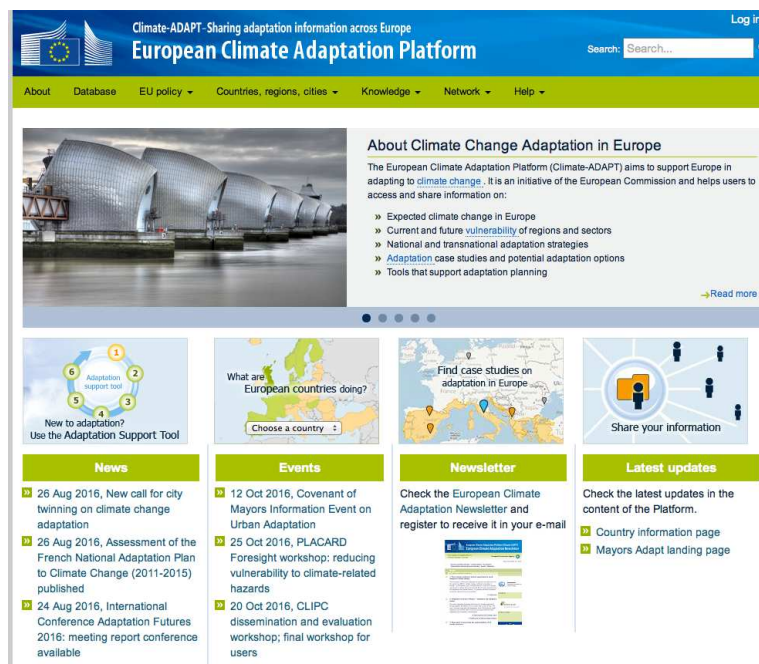 Climate-ADAPT-Sharing adaptation information across Europe
European Climate Adaptation Platform
Log in
Search: Search...
About Database EU policy Countries, regions, cities Knowledge Network Help
About Climate Change Adaptation in Europe
The European Climate Adaptation Platform (Climate-ADAPT) aims to support Europe in
adapting to climate change . It is an initiative of the European Commission and helps users to
access and share information on:
Expected climate change in Europe
Current and future vulnerability of regions and sectors
National and transnational adaptation strategies
Adaptation case studies and potential adaptation options
Tools that support adaptation planning
Read more
1
2
3
4
5
6
Adaptation
support tool
New to adaptation?
Use the Adaptation Support Tool
What are
European countries doing?
Choose a country
Find case studies on
adaptation in Europe
Share your information
News
26 Aug 2016, New call for city
twinning on climate change
adaptation
26 Aug 2016, Assessment of the
French National Adaptation Plan
to Climate Change (2011-2015)
published
24 Aug 2016, International
Conference Adaptation Futures
2016: meeting report conference
available
Events
12 Oct 2016, Covenant of
Mayors Information Event on
Urban Adaptation
25 Oct 2016, PLACARD
Foresight workshop: reducing
vulnerability to climate-related
hazards
20 Oct 2016, CLIPC
dissemination and evaluation
workshop; final workshop for
users
Newsletter
Check the European Climate
Adaptation Newsletter and
register to receive it in your e-mail
Latest updates
Check the latest updates in the
content of the Platform.
Country information page
Mayors Adapt landing page